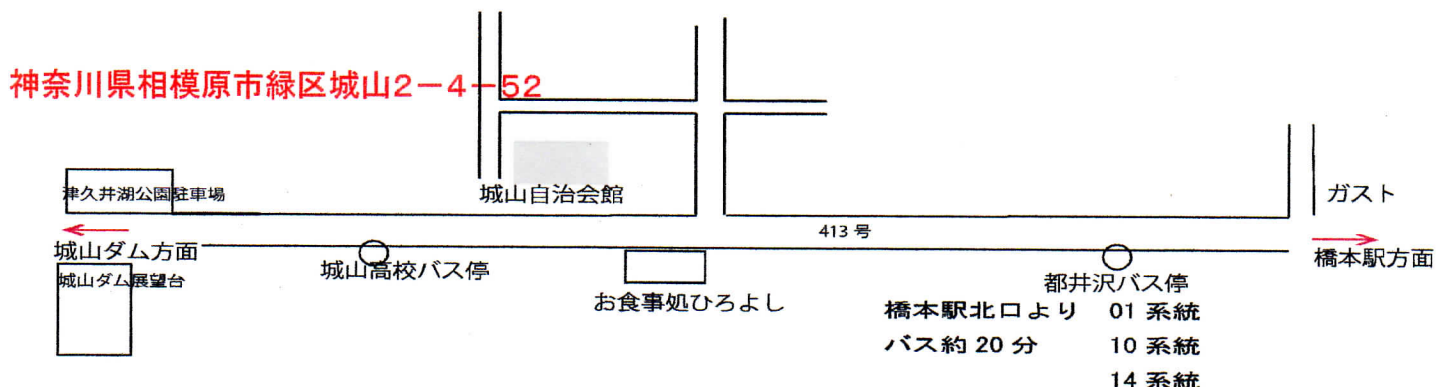 神奈川県相模原市緑区城山2－4－52
津久井湖公園駐車場
城山自治会館
ガスト
413 号
城山ダム方面
城山高校バス停
橋本駅方面
城山ダム展望台
都井沢バス停
お食事処ひろよし
橋本駅北口より 01 系統
バス約 20 分 10 系統
14 系統